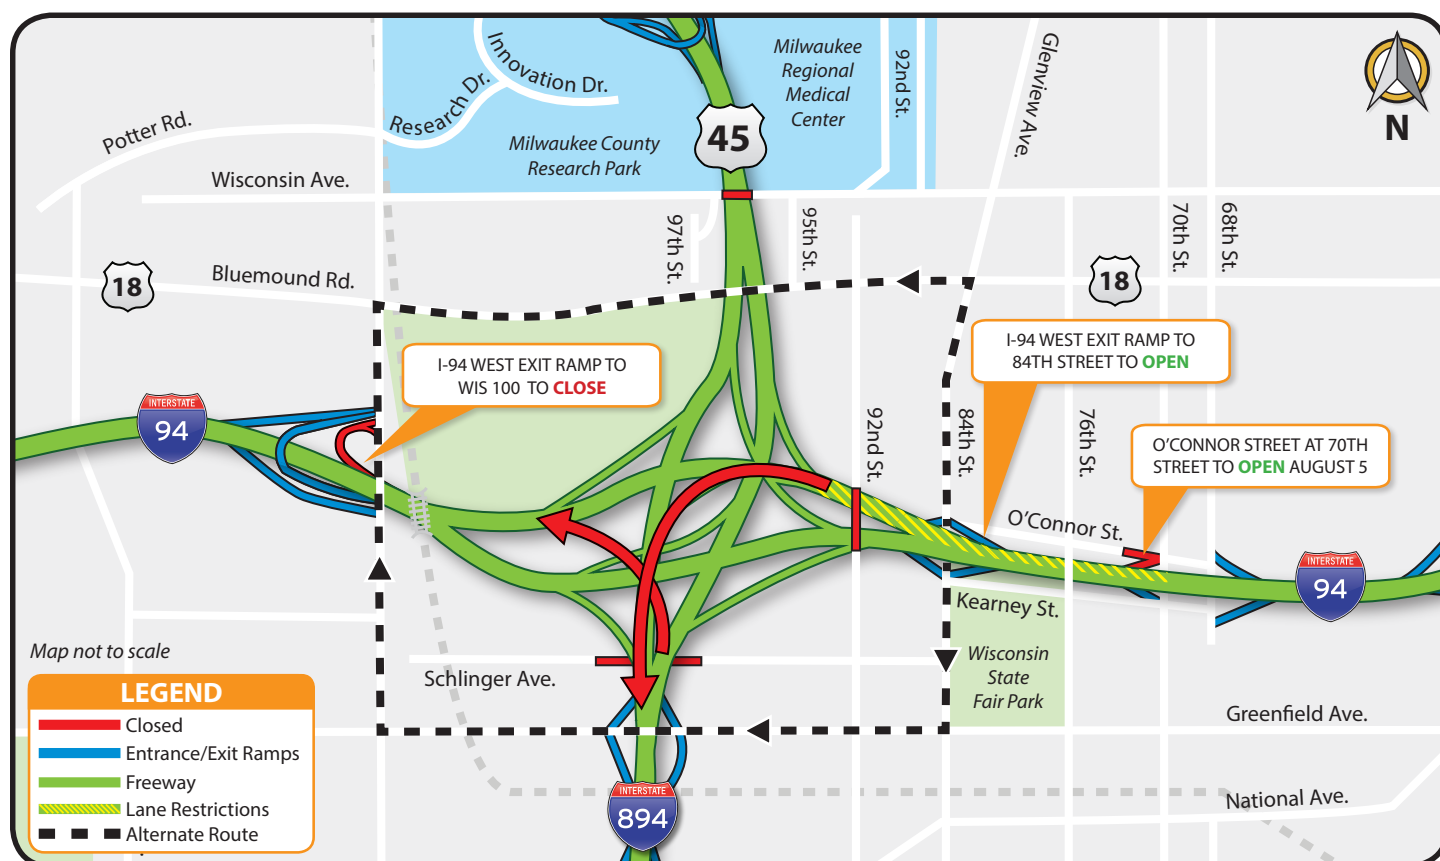 Innovation Dr.
Research Dr.
Potter Rd.
Milwaukee
Regional
Medical
Center
92nd St.
Glenview Ave.
N
45
Milwaukee County
Research Park
Wisconsin Ave.
97th St.
95th St.
70th St.
68th St.
18
Bluemound Rd.
18
I-94 WEST EXIT RAMP TO
WIS 100 TO CLOSE
I-94 WEST EXIT RAMP TO
84TH STREET TO OPEN
INTERSTATE
94
92nd St.
84th St.
76th St.
O'CONNOR STREET AT 70TH
STREET TO OPEN AUGUST 5
O'Connor St.
INTERSTATE
94
Kearney St.
Wisconsin
State
Fair Park
Schlinger Ave.
Greenfield Ave.
National Ave.
INTERSTATE
894
Map not to scale
LEGEND
Closed
Entrance/Exit Ramps
Freeway
Lane Restrictions
Alternate Route